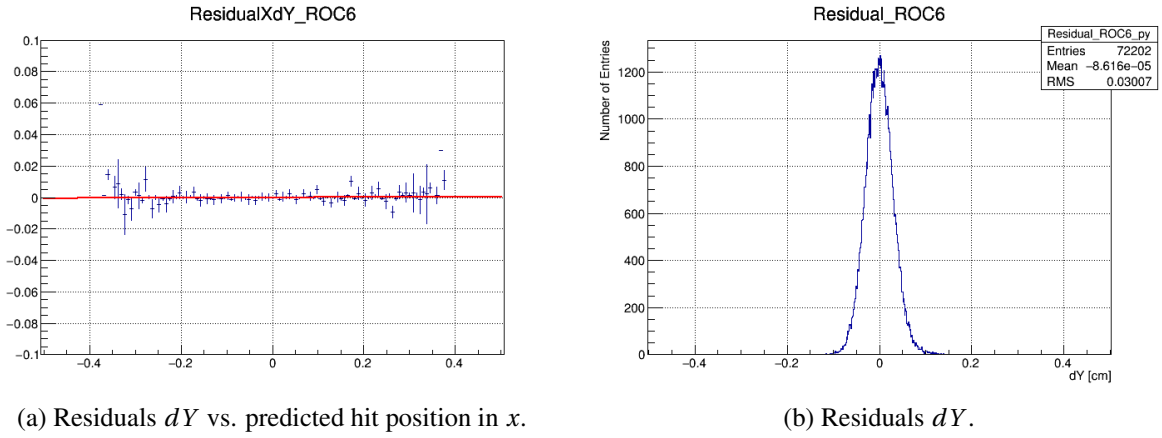 ResidualXdY_ROC6
0.1
0.08
0.06
0.04
0.02
0
−0.02
−0.04
−0.06
−0.08
−0.1
−0.4 −0.2 0 0.2 0.4
(a) Residuals dY vs. predicted hit position in x.
Residual_ROC6
Residual_ROC6_py
Entries 72202
Mean −8.616e−05
RMS 0.03007
Number of Entries
1200
1000
800
600
400
200
0
−0.4 −0.2 0 0.2 0.4
dY [cm]
(b) Residuals dY.